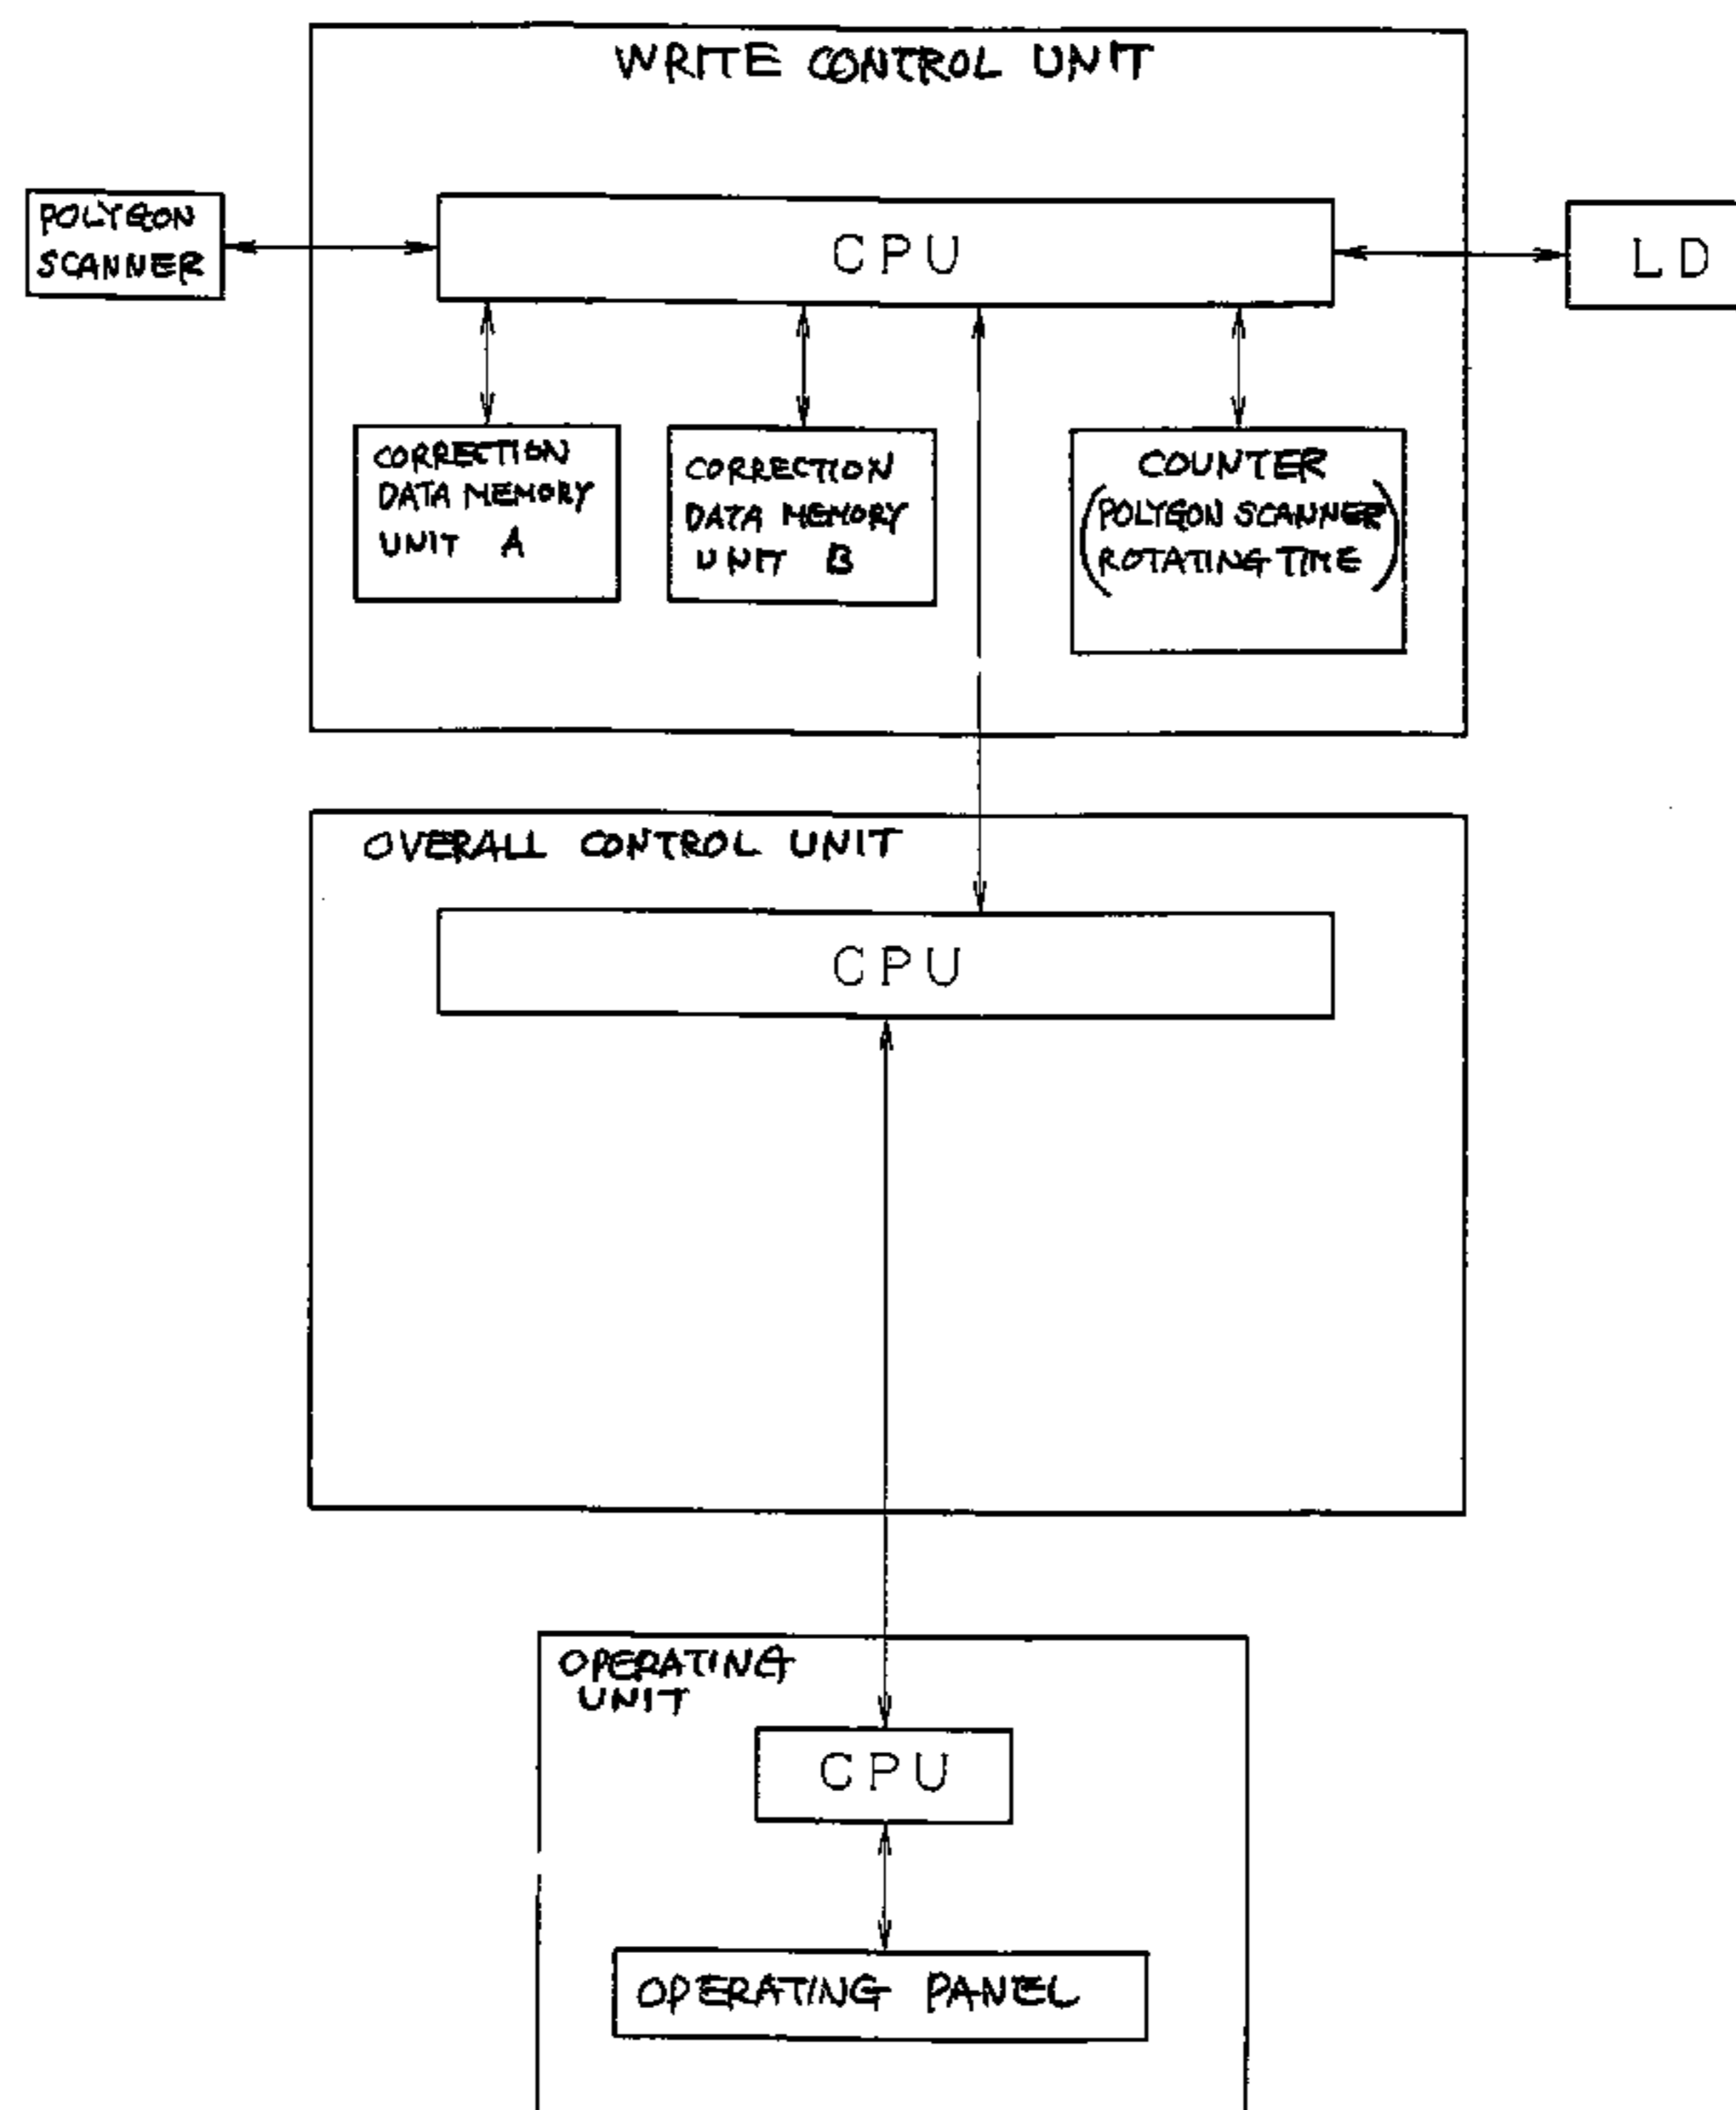 WRITE CONTROL UNIT
POLYGON
SCANNER
CPU
LD
CORRECTION
DATA MEMORY
UNIT A
CORRECTION
DATA MEMORY
UNIT B
COUNTER
(POLYGON SCANNER
ROTATING TIME)
OVERALL CONTROL UNIT
CPU
OPERATING
UNIT
CPU
OPERATING PANEL